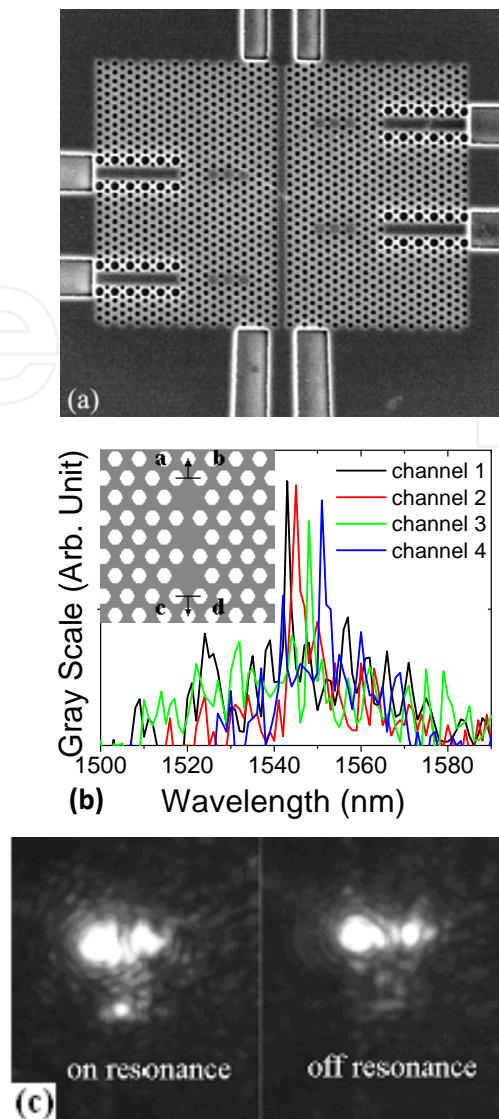 (a)
a b
c d
channel 1
channel 2
channel 3
channel 4
Gray Scale (Arb. Unit)
1500 1520 1540 1560 1580
Wavelength (nm)
(b)
on resonance
off resonance
(c)